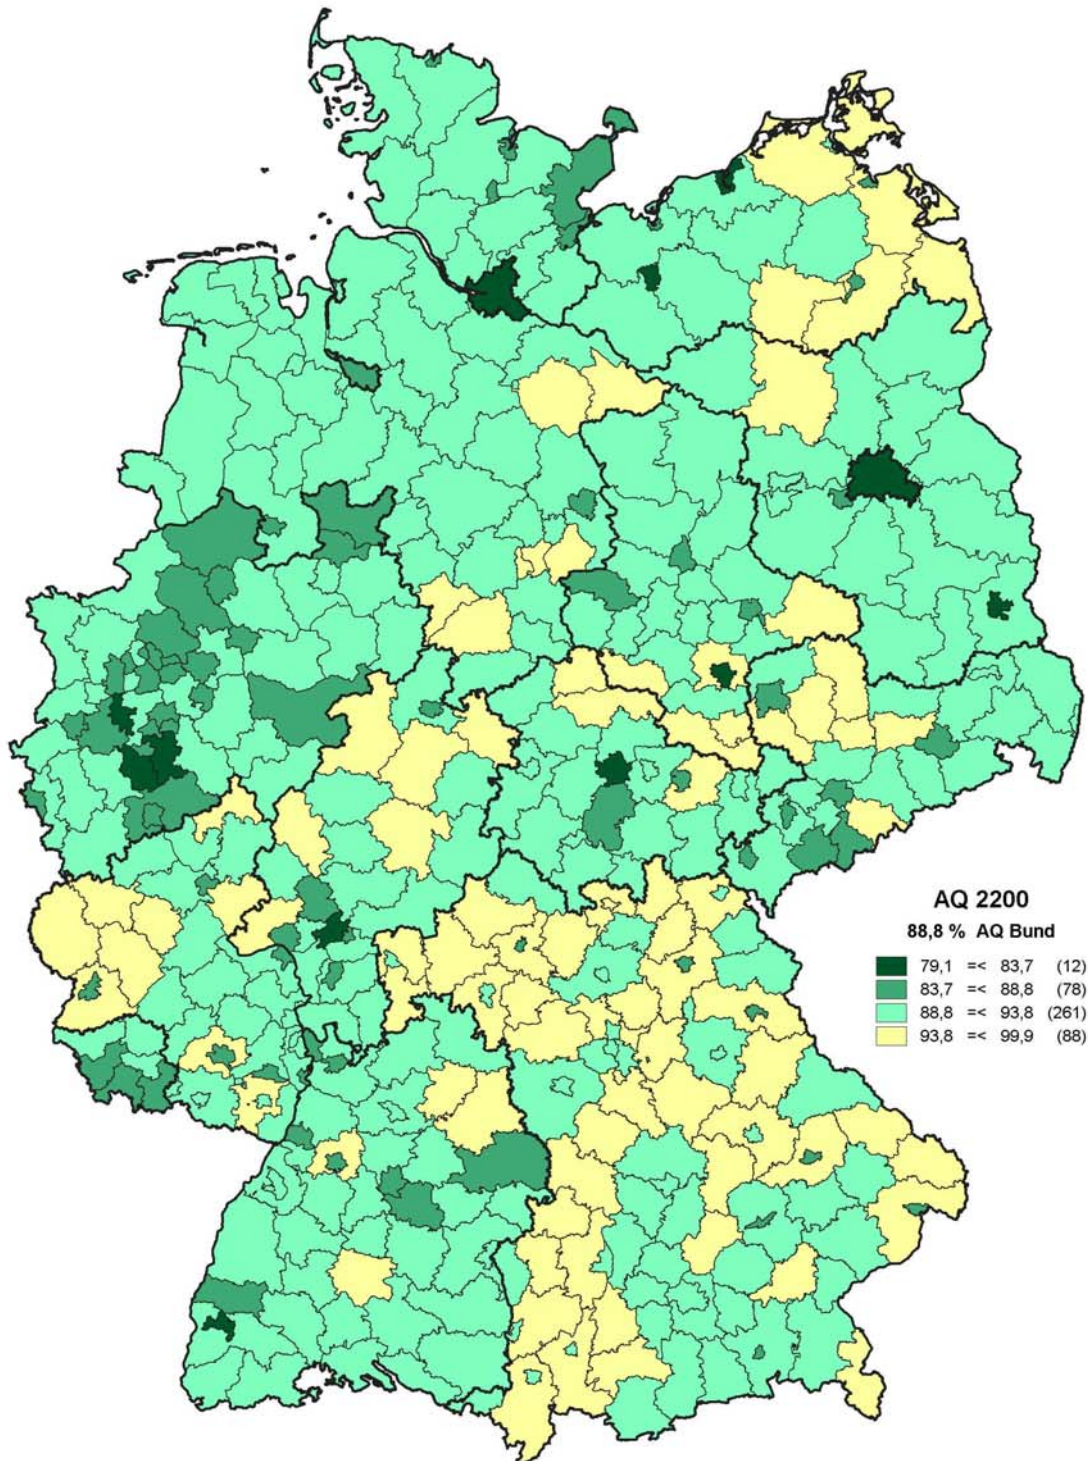 AQ 2200
88,8 % AQ Bund
79,1 =< 83,7 (12)
83,7 =< 88,8 (78)
88,8 =< 93,8 (261)
93,8 =< 99,9 (88)